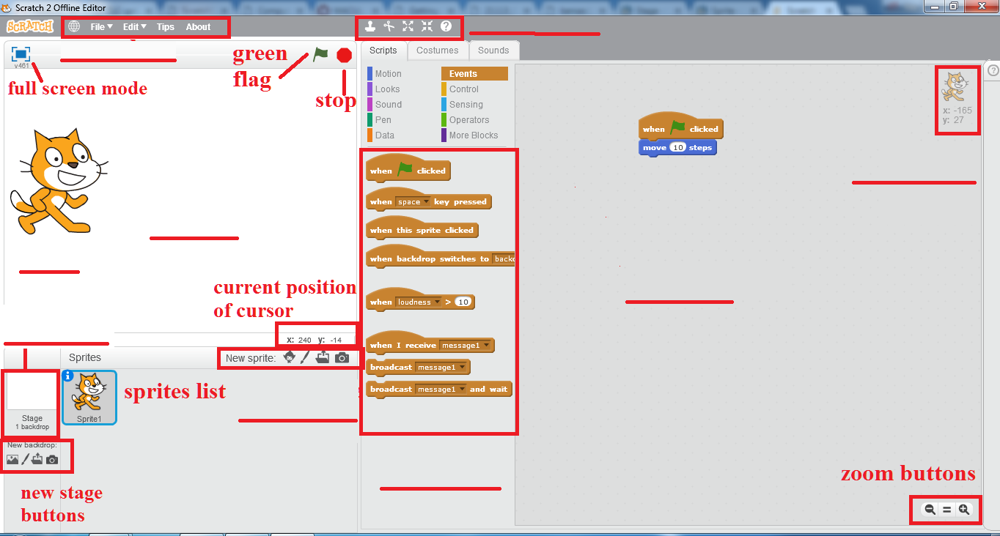 Scratch 2 Offline Editor
SCRATCH
File Edit Tips About
v461
full screen mode
green
flag
stop
Scripts Costumes Sounds
Motion Events
Looks Control
Sound Sensing
Pen Operators
Data More Blocks
when clicked
when space key pressed
when this sprite clicked
when backdrop switches to
when loudness > 10
when I receive message1
broadcast message1
broadcast message1 and wait
when clicked
move 10 steps
x: -165
y: 27
current position
of cursor
x: 240 y: -14
Sprites
New sprite:
sprites list
Sprite1
Stage
1 backdrop
New backdrop:
new stage
buttons
zoom buttons